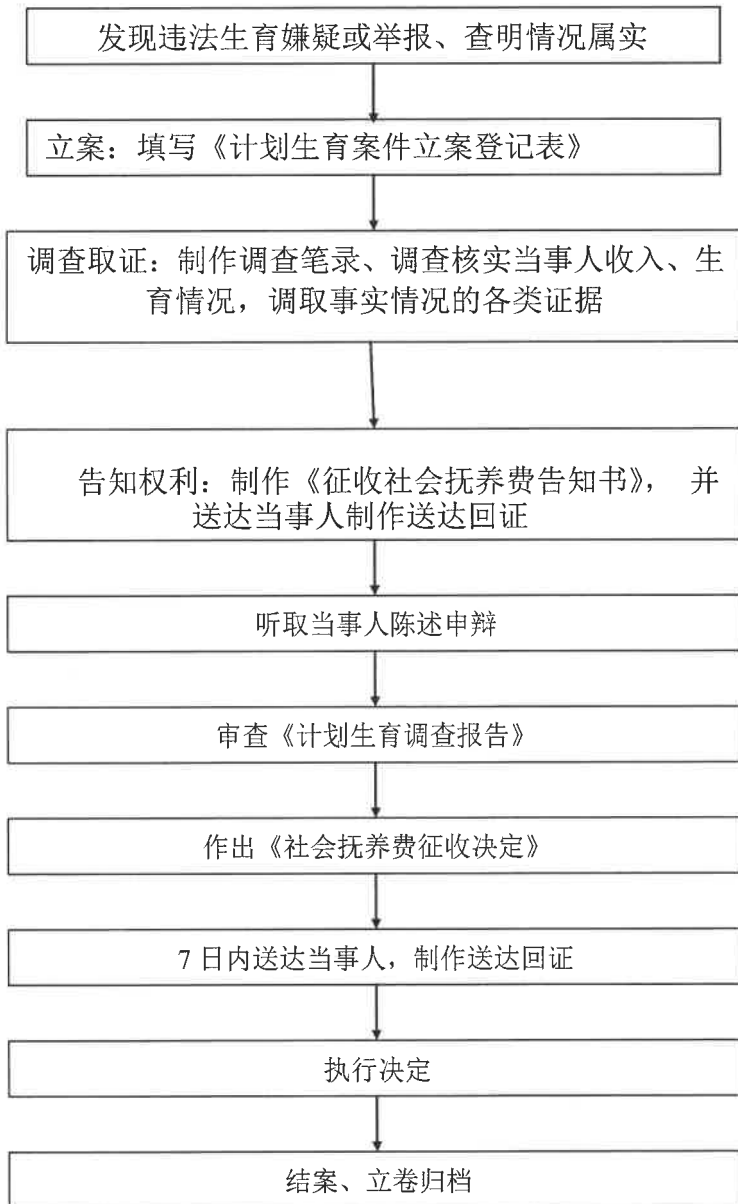 发现违法生育嫌疑或举报、查明情况属实
立案：填写《计划生育案件立案登记表》
调查取证：制作调查笔录、调查核实当事人收入、生
育情况，调取事实情况的各类证据
告知权利：制作《征收社会抚养费告知书》， 并
送达当事人制作送达回证
听取当事人陈述申辩
审查《计划生育调查报告》
作出《社会抚养费征收决定》
7 日内送达当事人，制作送达回证
执行决定
结案、立卷归档